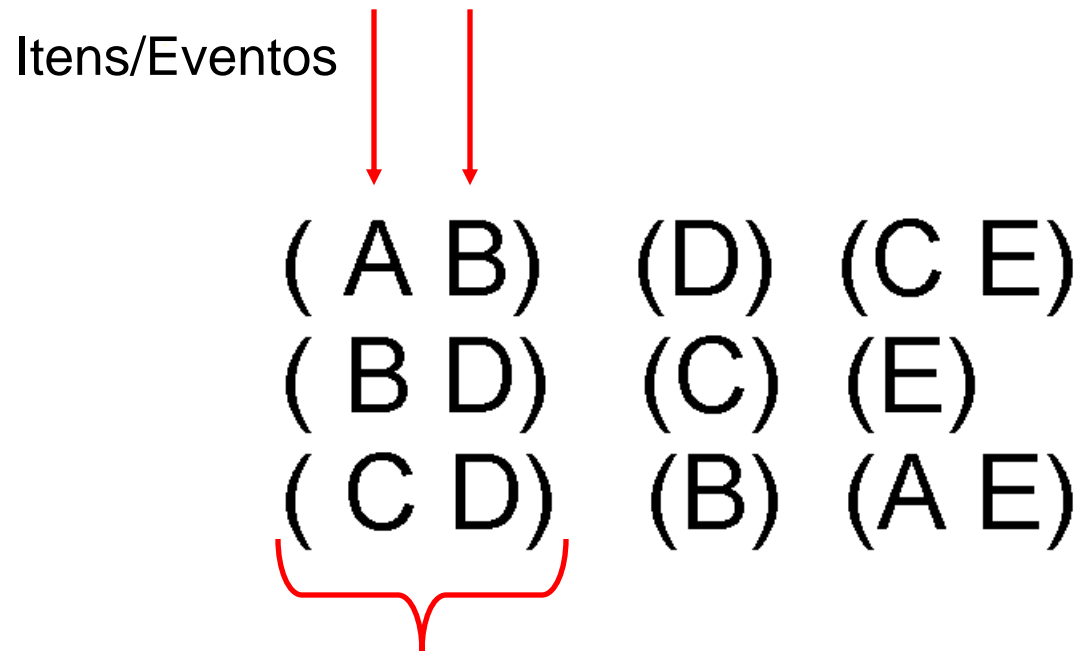 Itens/Eventos
( A B) (D) (C E)
( B D) (C) (E)
( C D) (B) (A E)